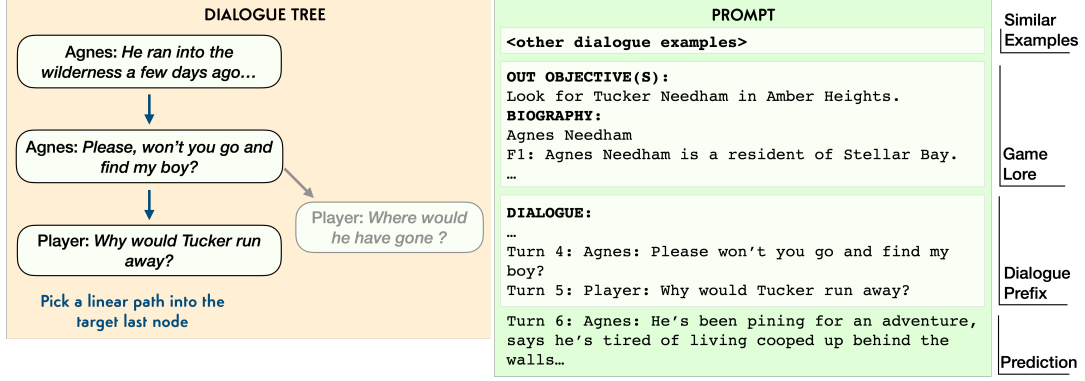 DIALOGUE TREE
Agnes: He ran into the
wilderness a few days ago…
Agnes: Please, won't you go and
find my boy?
Player: Where would
he have gone ?
Player: Why would Tucker run
away?
Pick a linear path into the
target last node
PROMPT
<other dialogue examples>
OUT OBJECTIVE(S):
Look for Tucker Needham in Amber Heights.
BIOGRAPHY:
Agnes Needham
F1: Agnes Needham is a resident of Stellar Bay.
…
DIALOGUE:
…
Turn 4: Agnes: Please won't you go and find my
boy?
Turn 5: Player: Why would Tucker run away?
Turn 6: Agnes: He's been pining for an adventure,
says he's tired of living cooped up behind the
walls…
Similar
Examples
Game
Lore
Dialogue
Prefix
Prediction